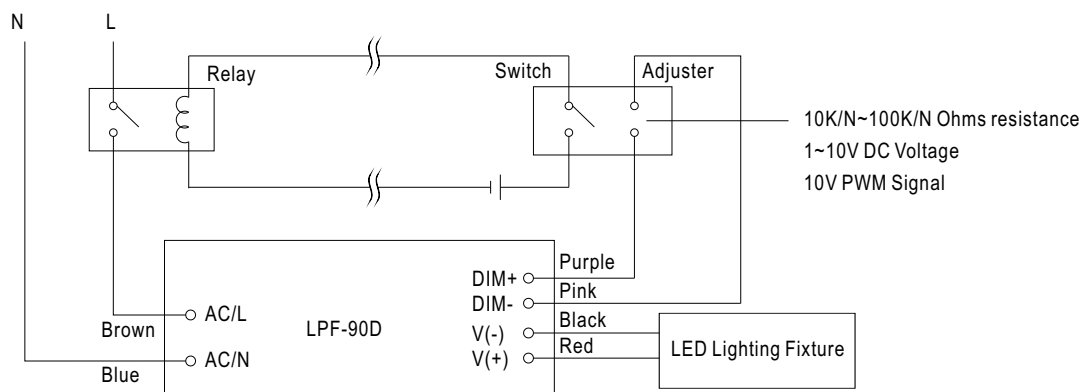 N
L
Relay
Switch
Adjuster
10K/N~100K/N Ohms resistance
1~10V DC Voltage
10V PWM Signal
Purple
DIM+
Pink
DIM-
Black
V(-)
Red
V(+)
AC/L
Brown
LPF-90D
AC/N
Blue
LED Lighting Fixture